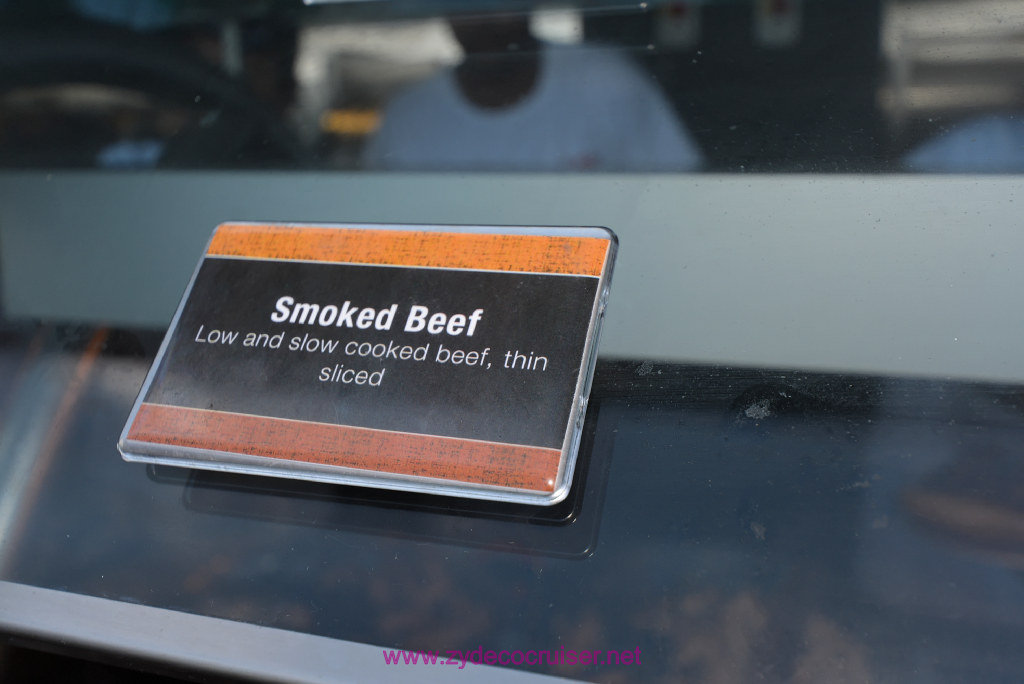 Smoked Beef
Low and slow cooked beef, thin
sliced
www.zydecocruiser.net